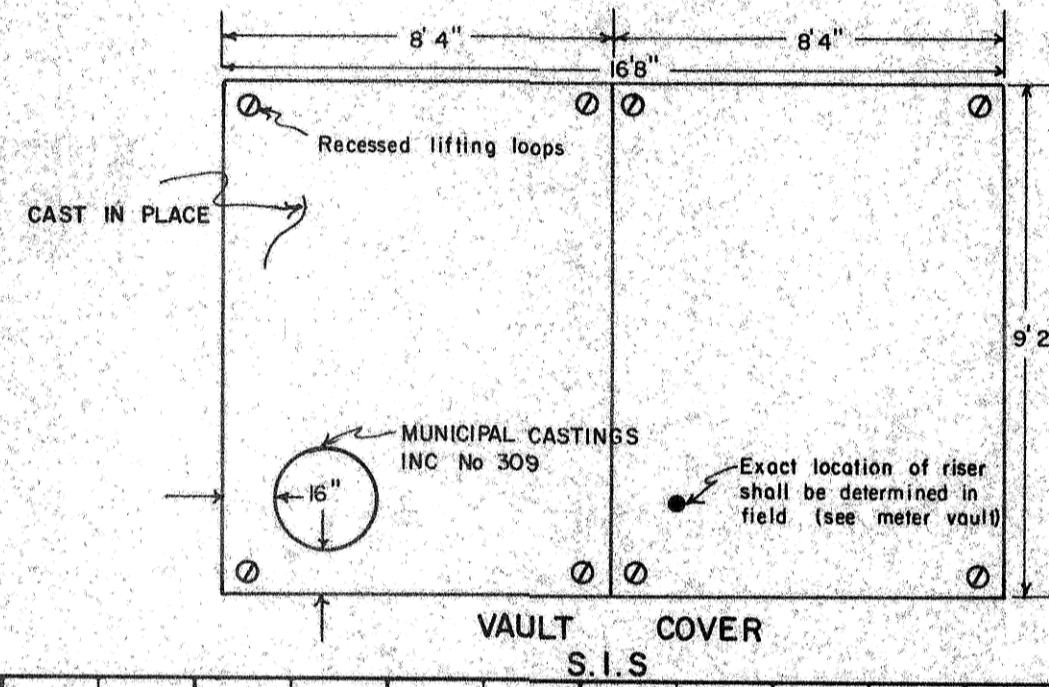 8' 4"
8' 4"
16'8"
Recessed lifting loops
CAST IN PLACE
9' 2
MUNICIPAL CASTINGS
INC No 309
16"
Exact location of riser
shall be determined in
field (see meter vault)
VAULT COVER
S.I.S